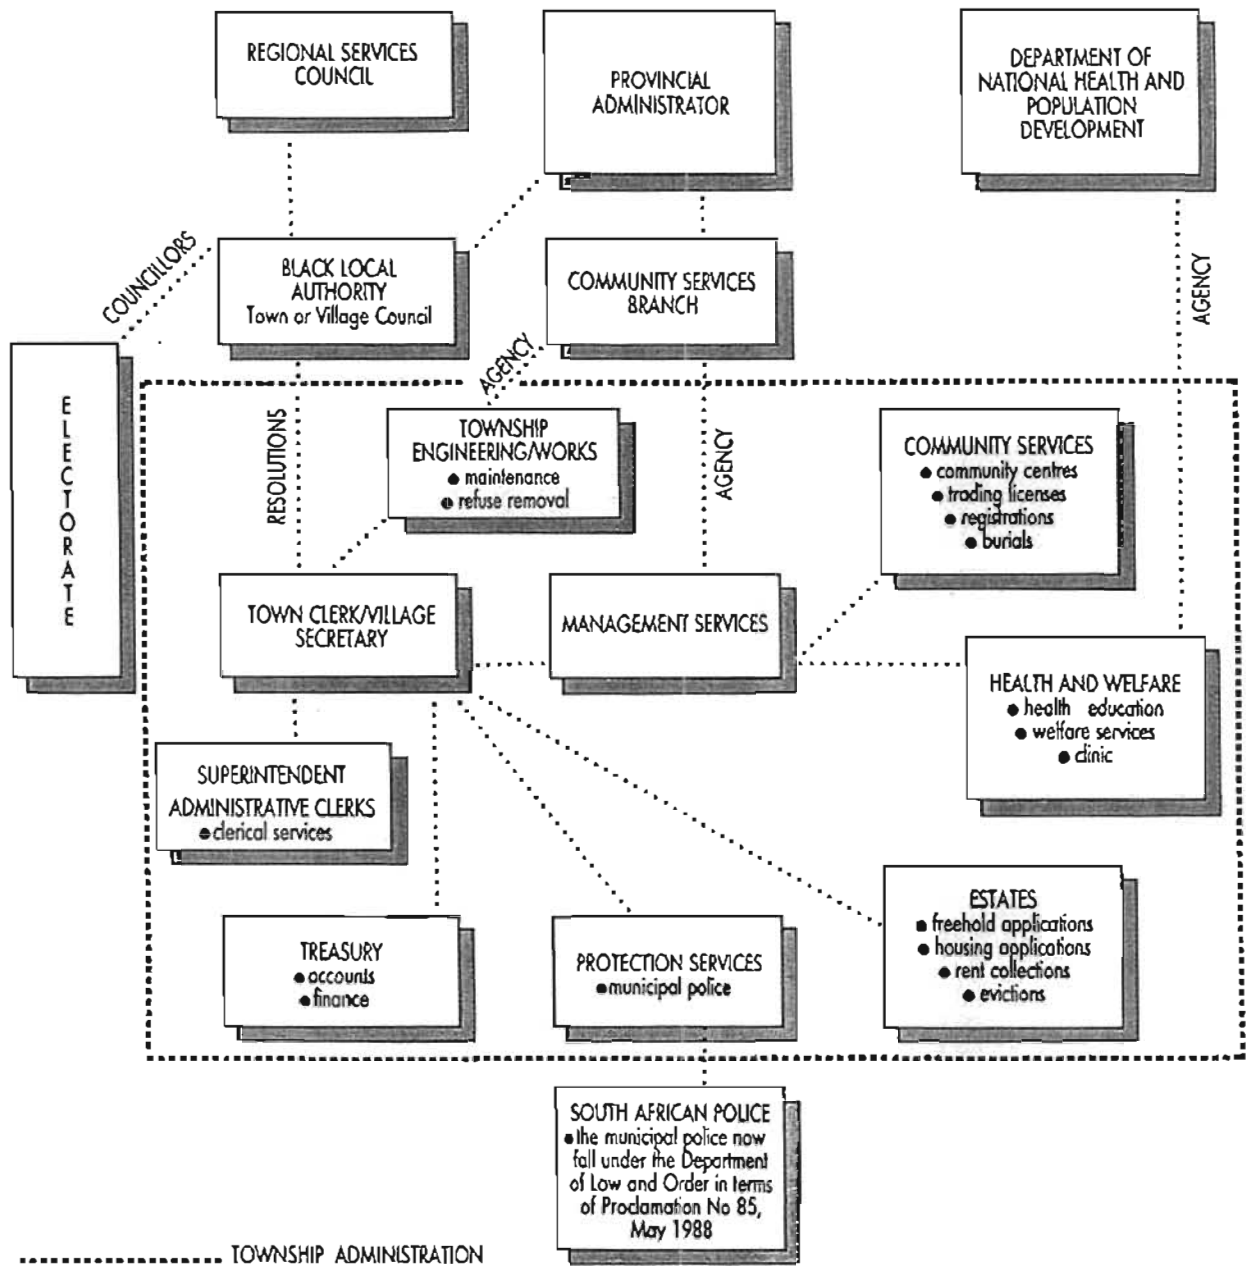 REGIONAL SERVICES
COUNCIL
PROVINCIAL
ADMINISTRATOR
DEPARTMENT OF
NATIONAL HEALTH AND
POPULATION
DEVELOPMENT
COUNCILLORS
BLACK LOCAL
AUTHORITY
Town or Village Council
COMMUNITY SERVICES
BRANCH
AGENCY
ELECTORATE
RESOLUTIONS
AGENCY
TOWNSHIP
ENGINEERING/WORKS
● maintenance
● refuse removal
AGENCY
COMMUNITY SERVICES
● community centres
● trading licenses
● registrations
● burials
TOWN CLERK/VILLAGE
SECRETARY
MANAGEMENT SERVICES
HEALTH AND WELFARE
● health education
● welfare services
● clinic
SUPERINTENDENT
ADMINISTRATIVE CLERKS
● clerical services
TREASURY
● accounts
● finance
PROTECTION SERVICES
● municipal police
ESTATES
● freehold applications
● housing applications
● rent collections
● evictions
SOUTH AFRICAN POLICE
● the municipal police now
fall under the Department
of Law and Order in terms
of Proclamation No 85,
May 1988
TOWNSHIP ADMINISTRATION